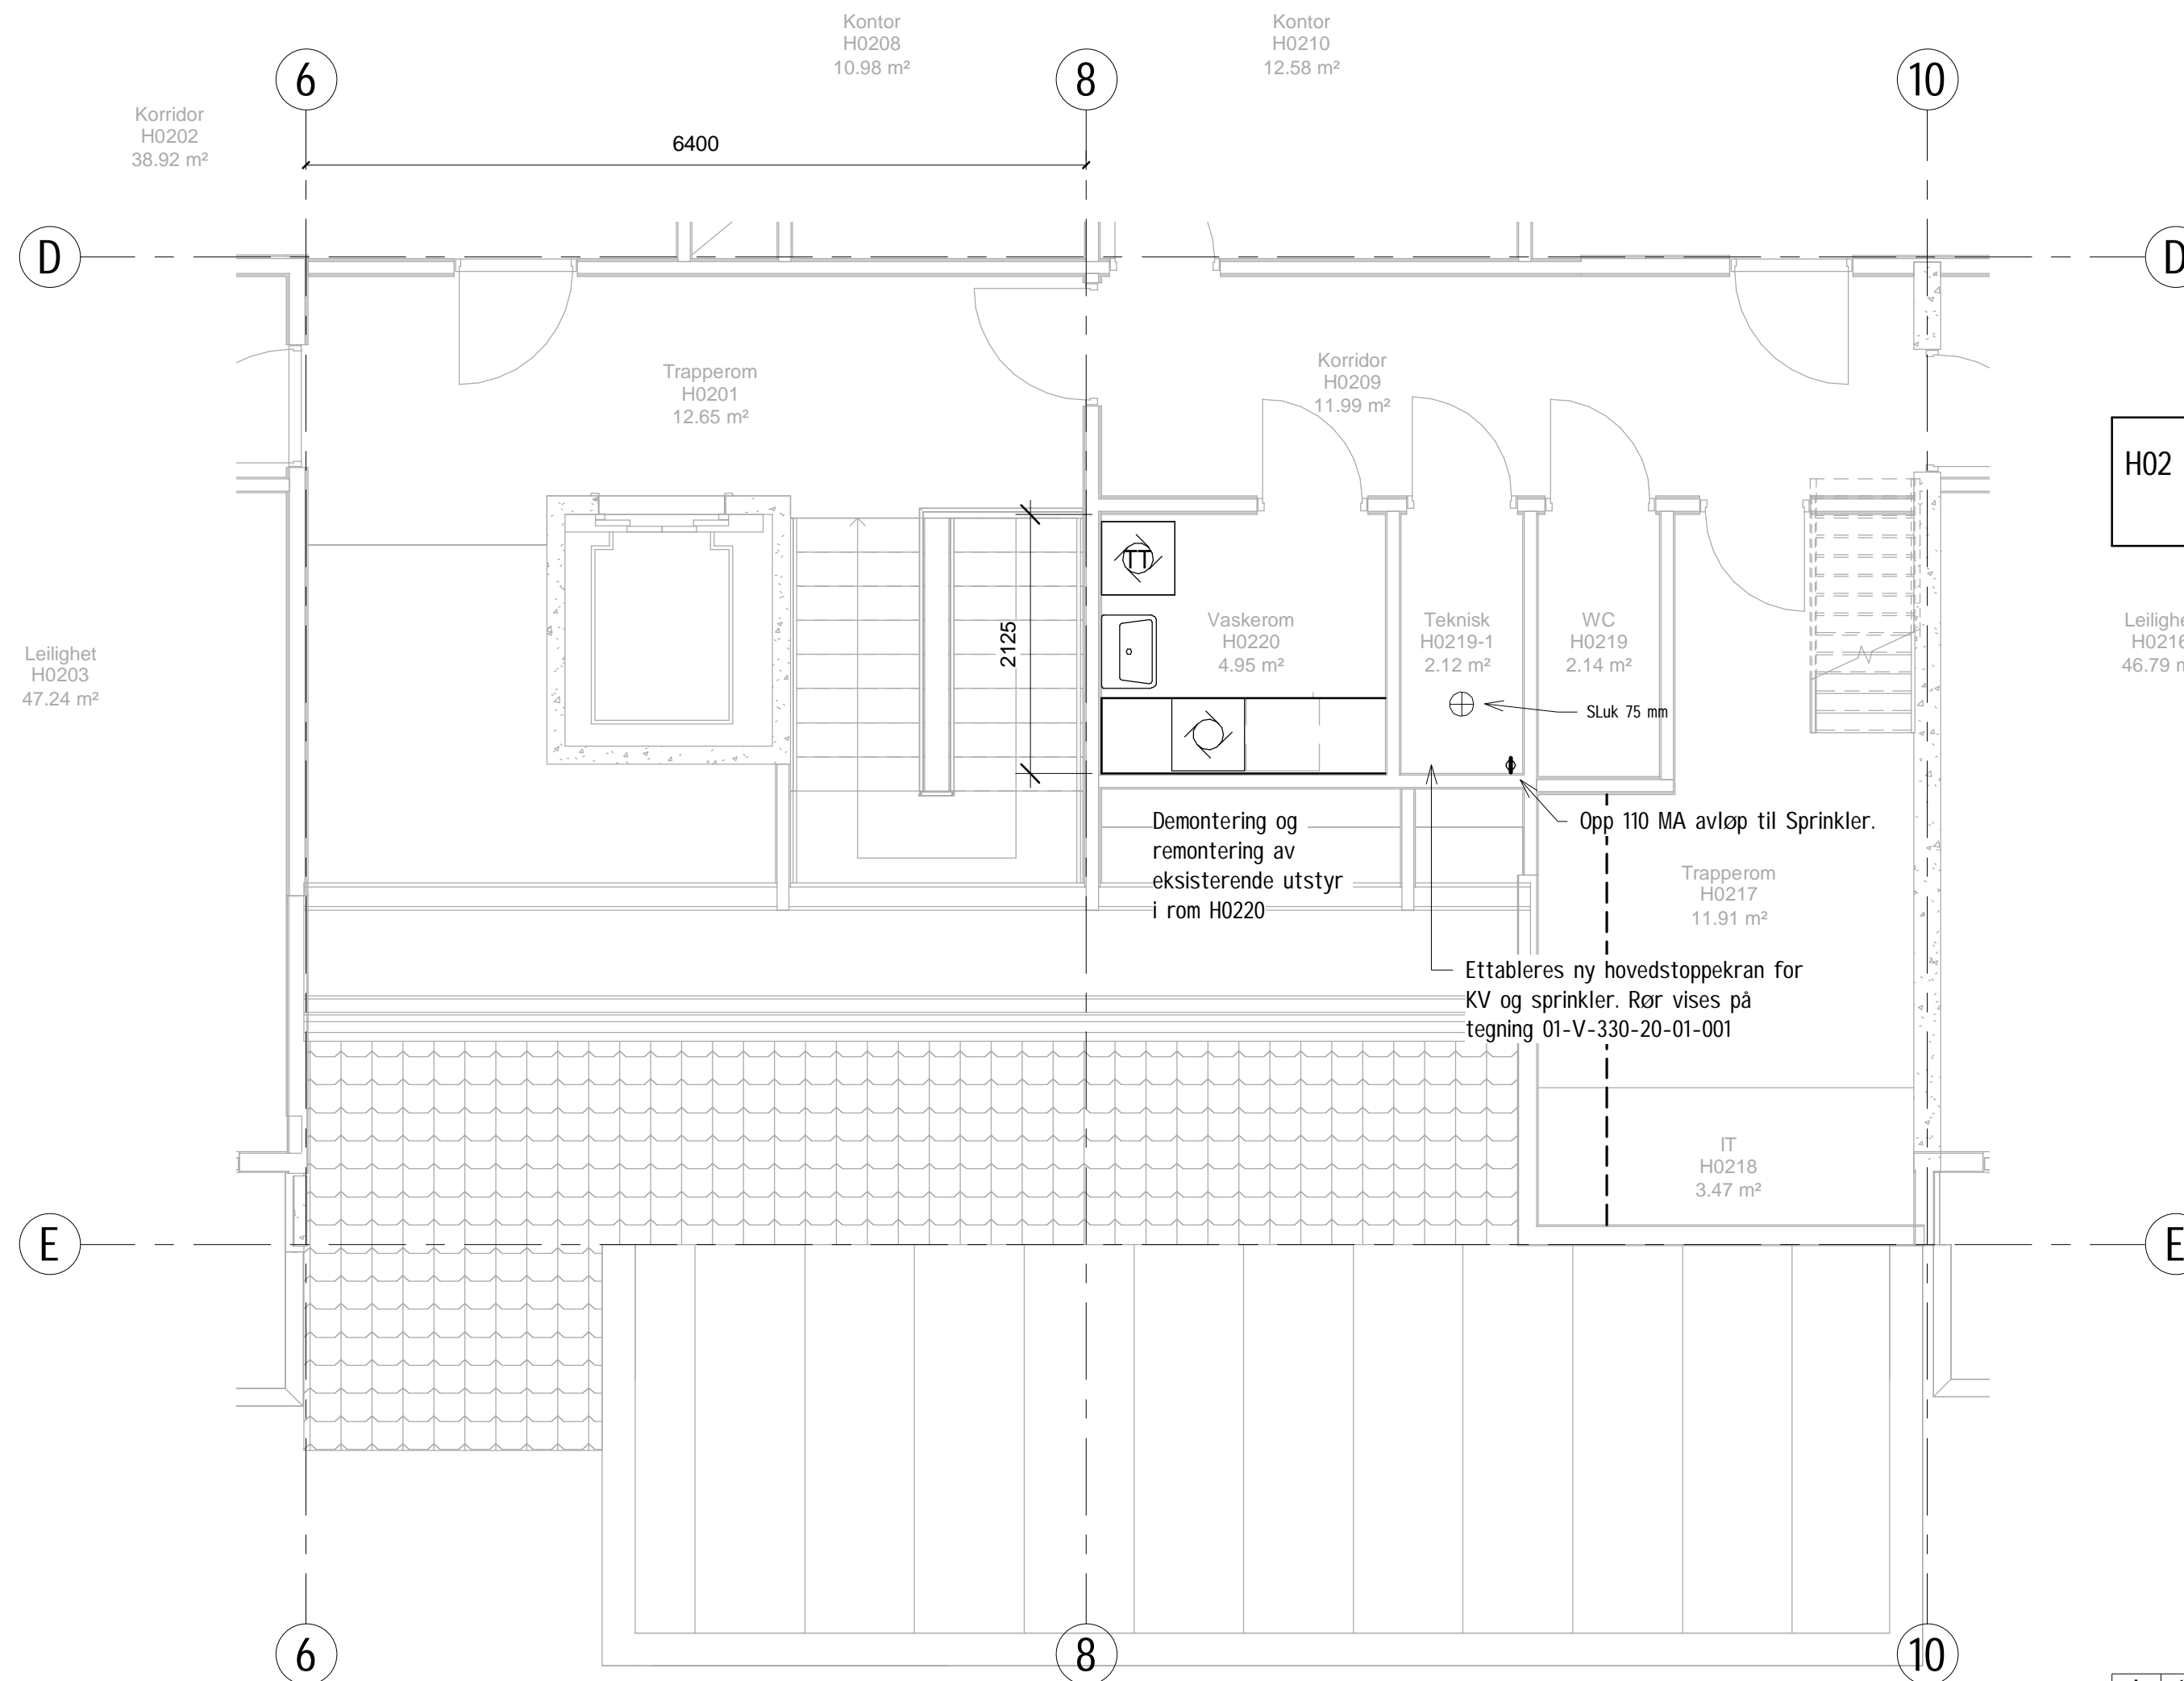 Kontor
H0208
10.98 m²
Kontor
H0210
12.58 m²
6
8
10
Korridor
H0202
38.92 m²
6400
D
D
Trapperom
H0201
12.65 m²
Korridor
H0209
11.99 m²
H02
TT
2125
Vaskerom
H0220
4.95 m²
Teknisk
H0219-1
2.12 m²
WC
H0219
2.14 m²
Leilighet
H0203
47.24 m²
Leilighe
H0216
46.79 m
SLuk 75 mm
Demontering og
remontering av
eksisterende utstyr
i rom H0220
Opp 110 MA avløp til Sprinkler.
Trapperom
H0217
11.91 m²
Ettableres ny hovedstoppekran for
KV og sprinkler. Rør vises på
tegning 01-V-330-20-01-001
IT
H0218
3.47 m²
E
E
6
8
10